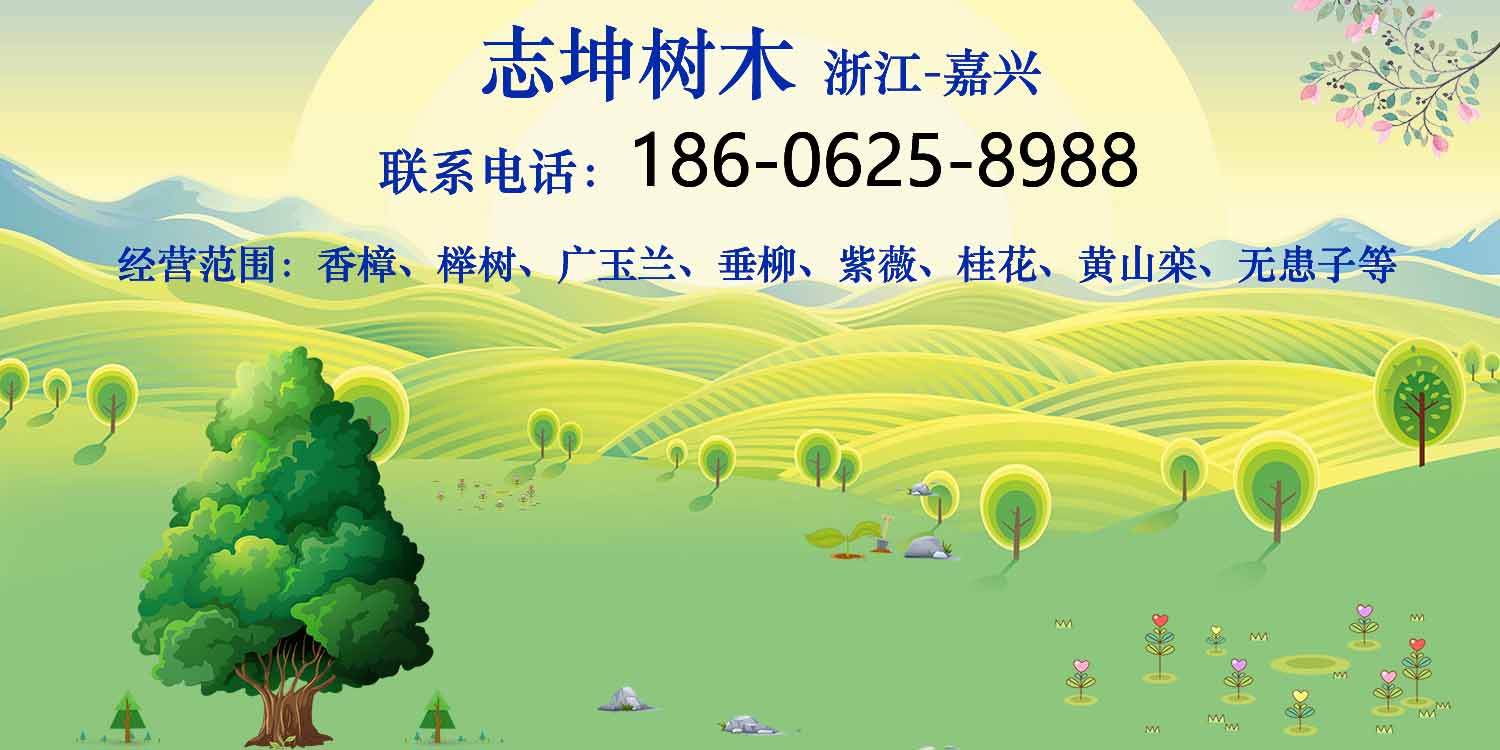 志坤树木 浙江-嘉兴
联系电话：186-0625-8988
经营范围：香樟、榉树、广玉兰、垂柳、紫薇、桂花、黄山栾、无患子等